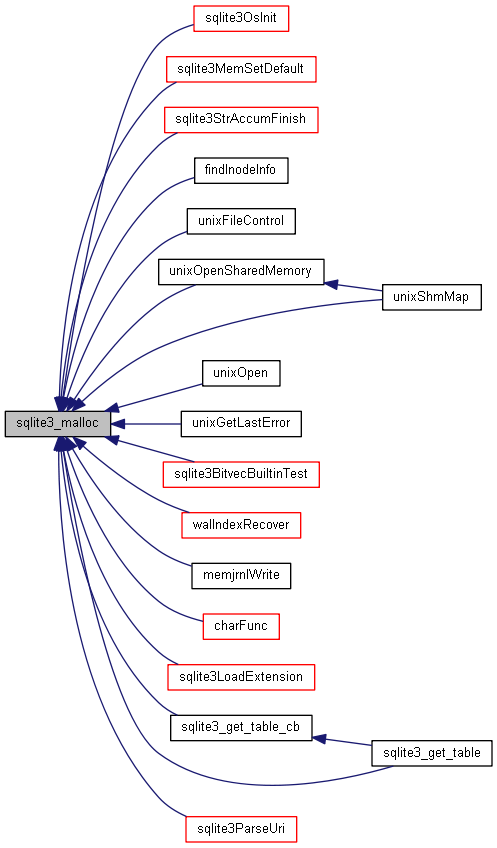 sqlite3OsInit
sqlite3MemSetDefault
sqlite3StrAccumFinish
findInodeInfo
unixFileControl
unixOpenSharedMemory
unixShmMap
unixOpen
sqlite3_malloc
unixGetLastError
sqlite3BitvecBuiltinTest
walIndexRecover
memjrnlWrite
charFunc
sqlite3LoadExtension
sqlite3_get_table_cb
sqlite3_get_table
sqlite3ParseUri